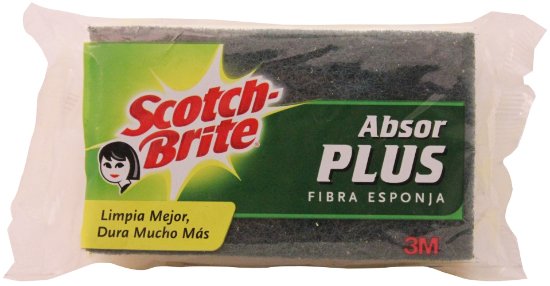 Scotch-
Brite
Absor
PLUS
FIBRA ESPONJA
Limpia Mejor,
Dura Mucho Más
3M